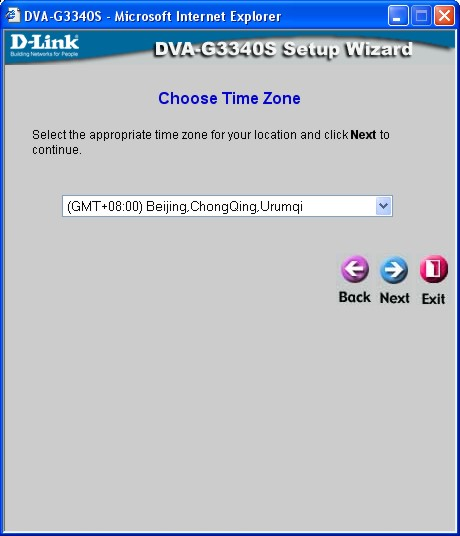 DVA-G3340S - Microsoft Internet Explorer
D-Link
Building Networks for People
DVA-G3340S Setup Wizard
Choose Time Zone
Select the appropriate time zone for your location and click Next to
continue.
(GMT+08:00) Beijing,ChongQing,Urumqi
Back Next Exit